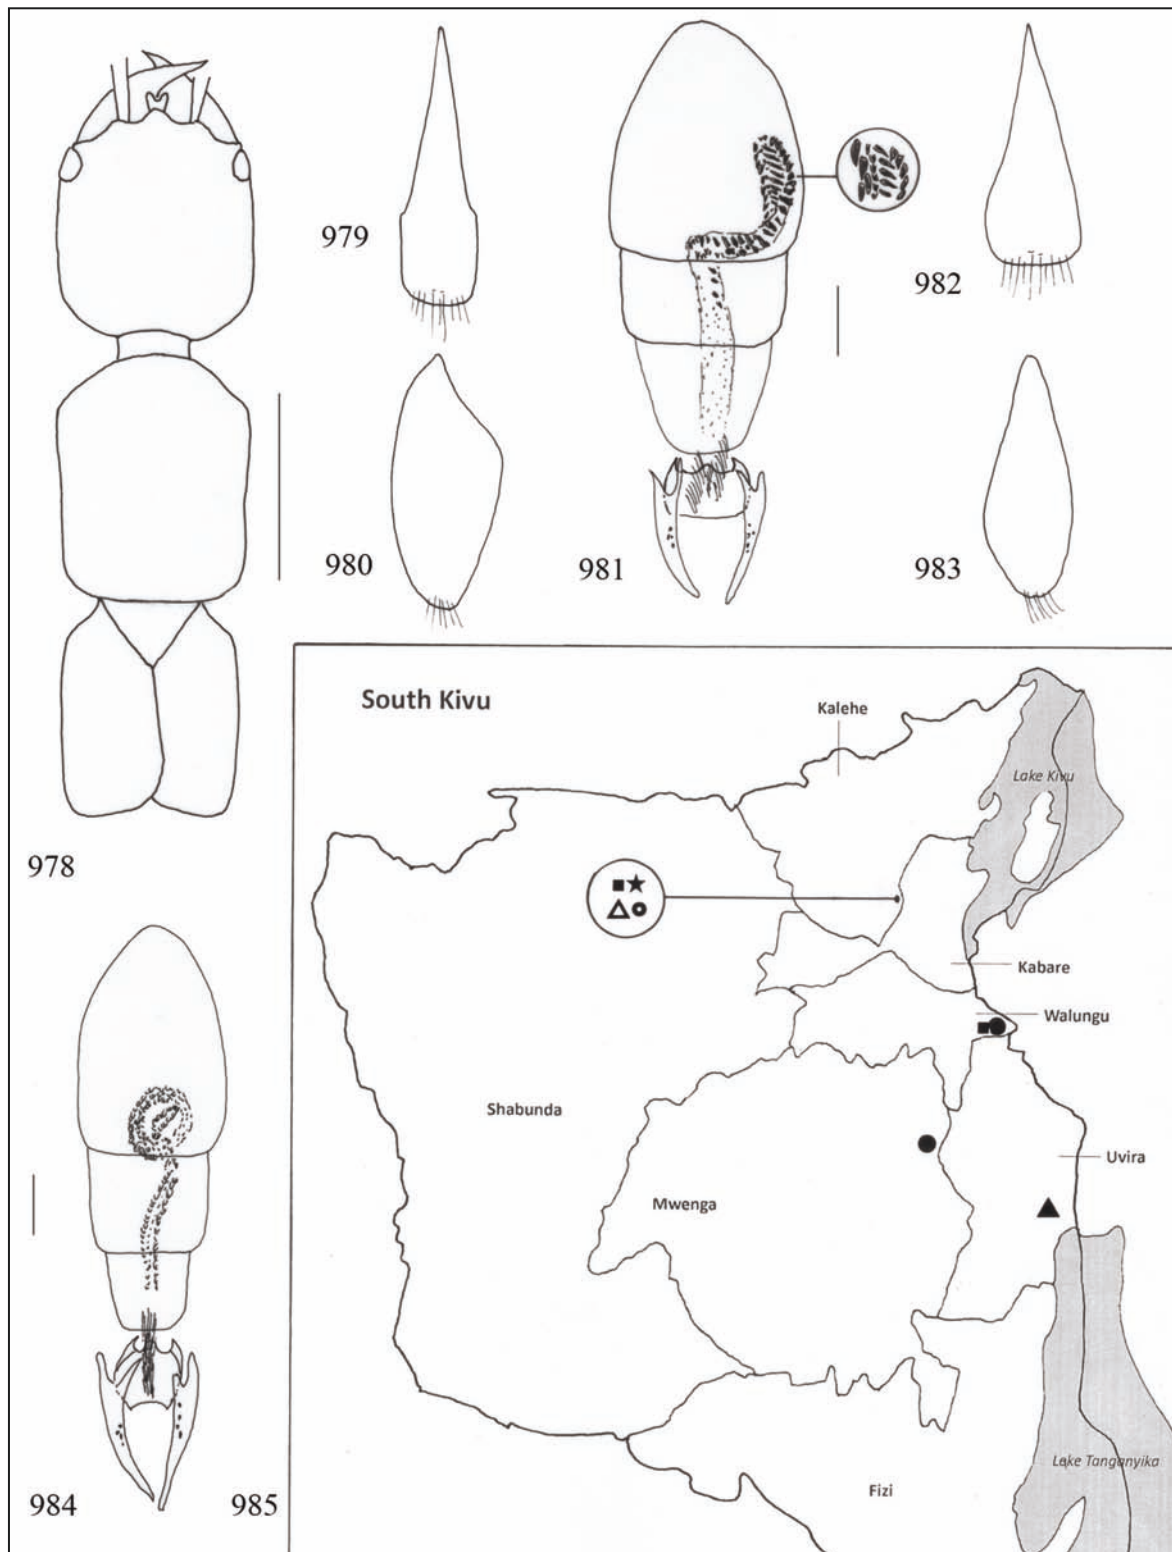 979
982
980
981
983
978
South Kivu
Kalehe
Lake Kivu
Kabare
Walungu
Shabunda
Uvira
Mwenga
Lake Tanganyika
Fizi
984
985